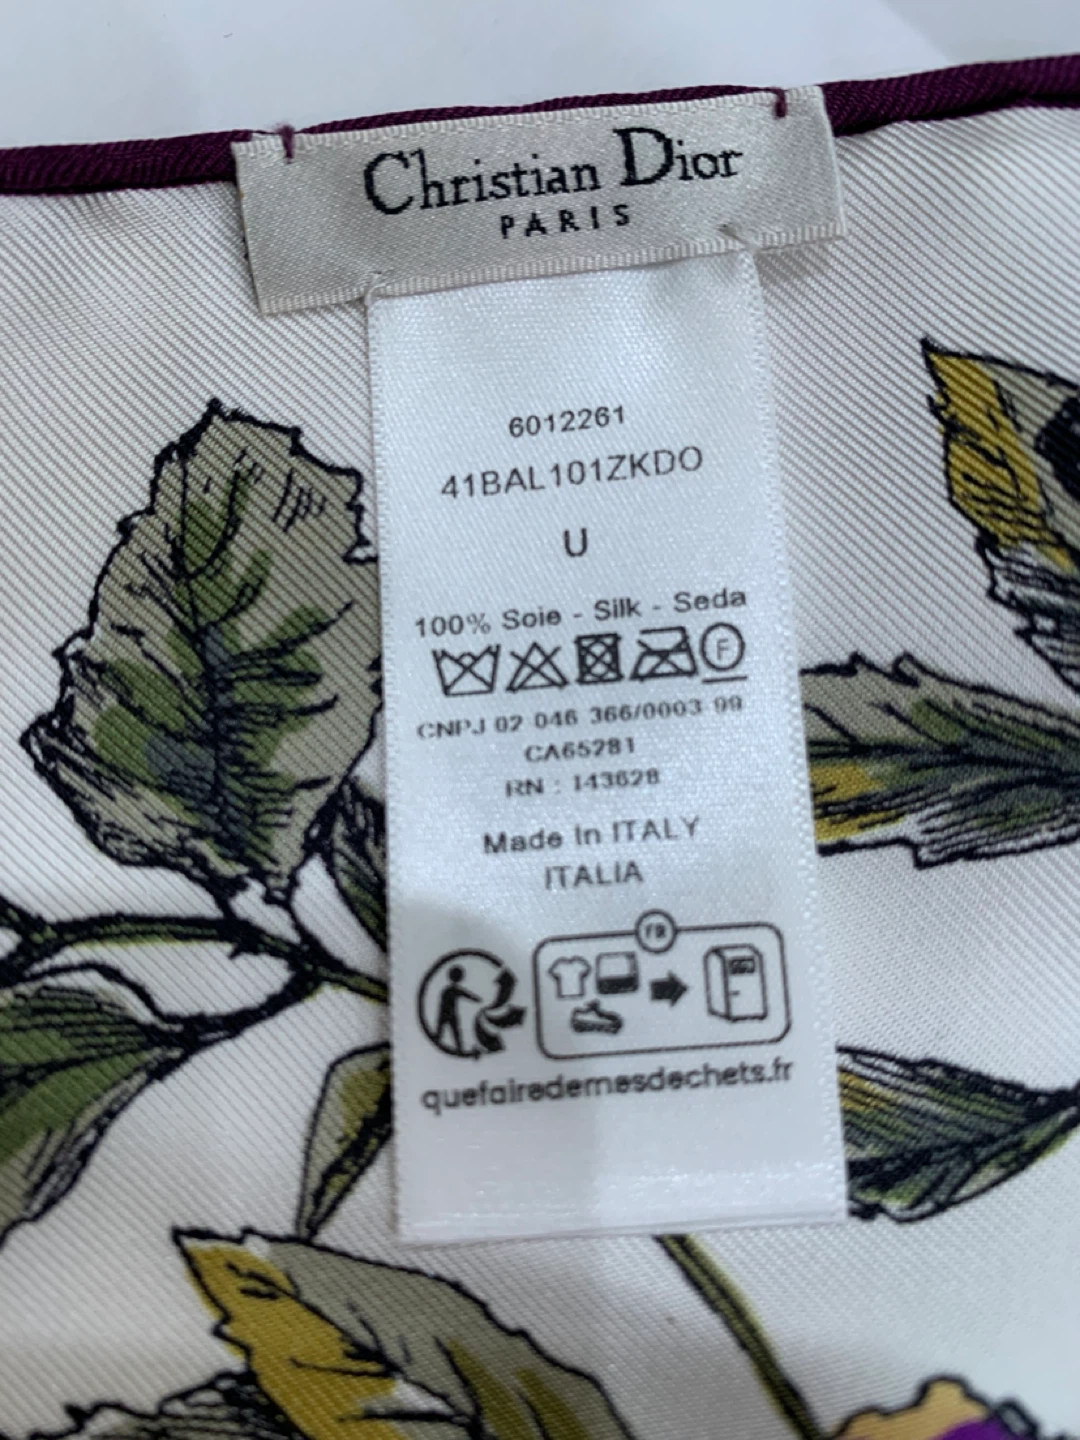 Christian Dior
PARIS
6012261
41BAL101ZKDO
U
100% Soie - Silk - Seda
F
CNPJ 02 046 366/0003 99
CA65281
RN : 143628
Made In ITALY
ITALIA
FR
quefairedemesdechets.fr